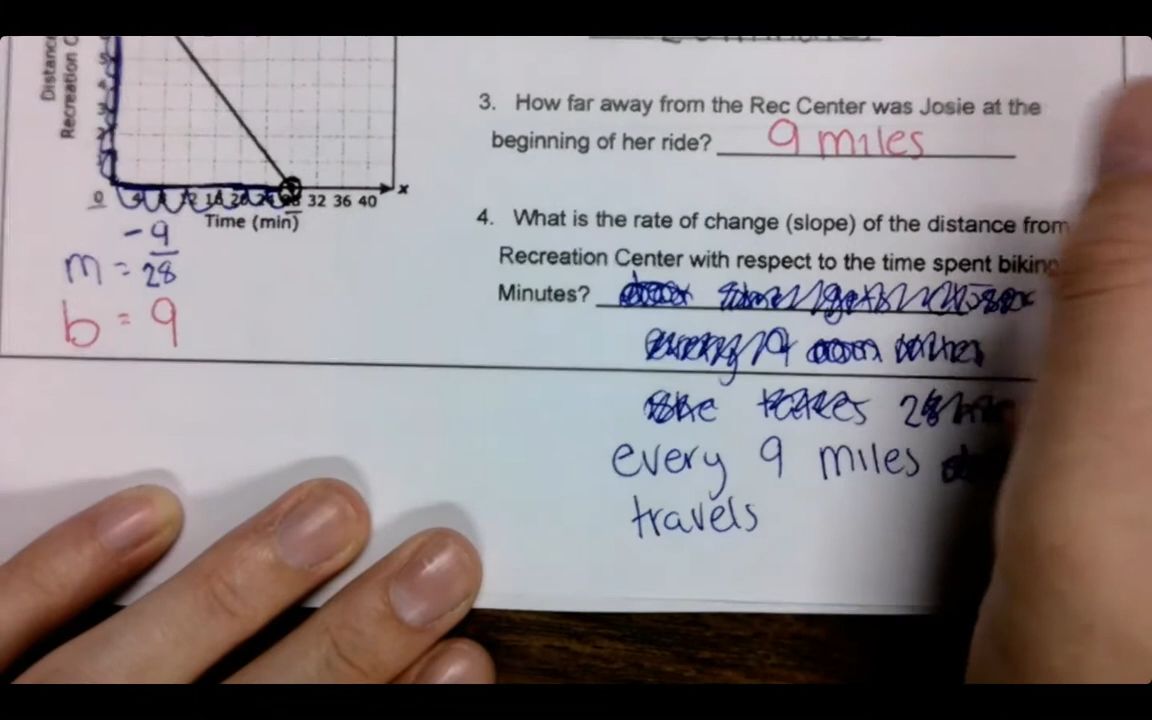 Distance
Recreation C
0
32 36 40
x
Time (min)
m = -9/28
b = 9
3. How far away from the Rec Center was Josie at the
beginning of her ride? 9 miles
4. What is the rate of change (slope) of the distance from
Recreation Center with respect to the time spent biking
Minutes?
every 9 miles
travels